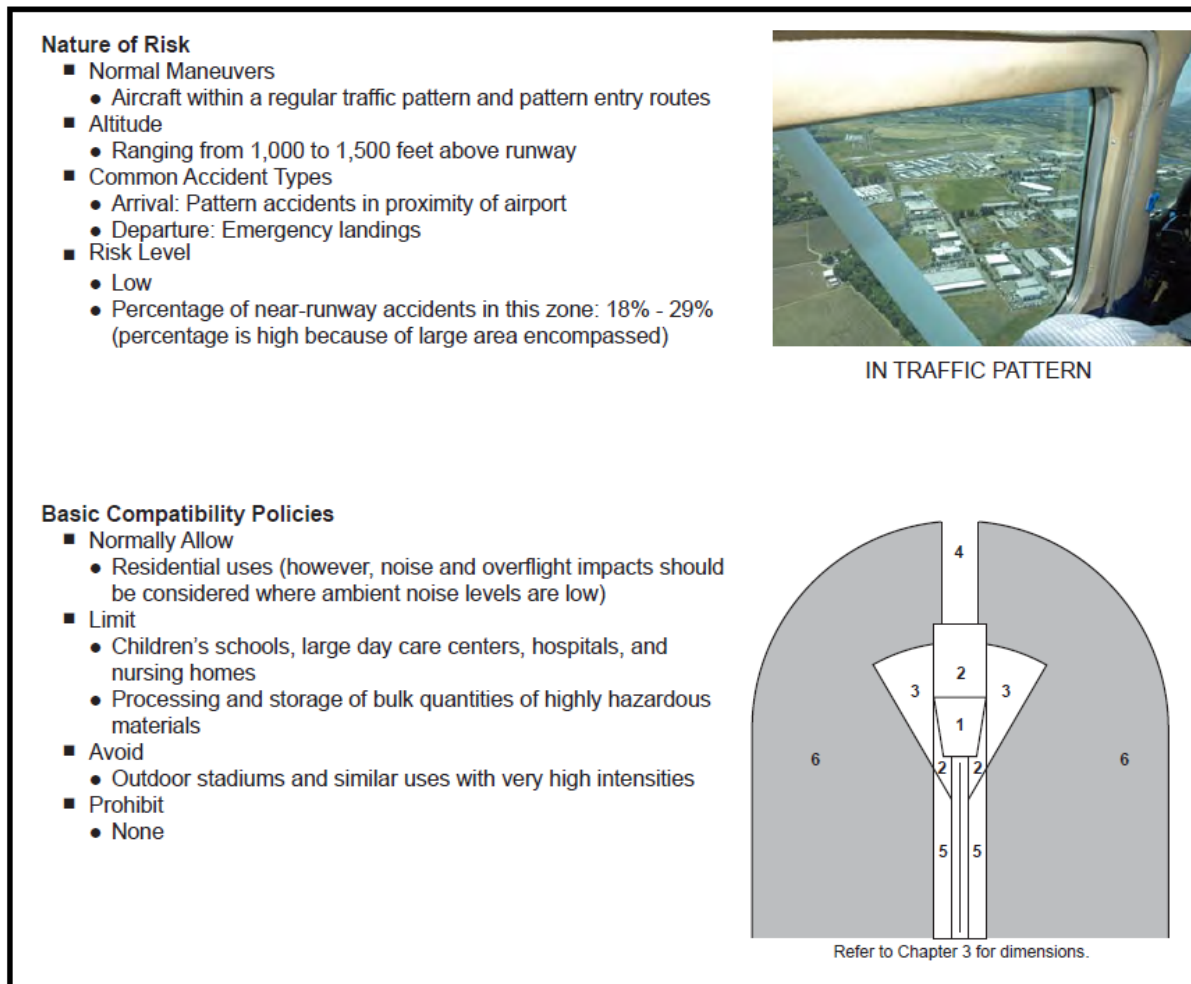 Nature of Risk
■ Normal Maneuvers
● Aircraft within a regular traffic pattern and pattern entry routes
■ Altitude
● Ranging from 1,000 to 1,500 feet above runway
■ Common Accident Types
● Arrival: Pattern accidents in proximity of airport
● Departure: Emergency landings
■ Risk Level
● Low
● Percentage of near-runway accidents in this zone: 18% - 29%
(percentage is high because of large area encompassed)
IN TRAFFIC PATTERN
Basic Compatibility Policies
■ Normally Allow
● Residential uses (however, noise and overflight impacts should
be considered where ambient noise levels are low)
■ Limit
● Children’s schools, large day care centers, hospitals, and
nursing homes
● Processing and storage of bulk quantities of highly hazardous
materials
■ Avoid
● Outdoor stadiums and similar uses with very high intensities
■ Prohibit
● None
4
2
3 3
1
6 6
2 2
5 5
Refer to Chapter 3 for dimensions.